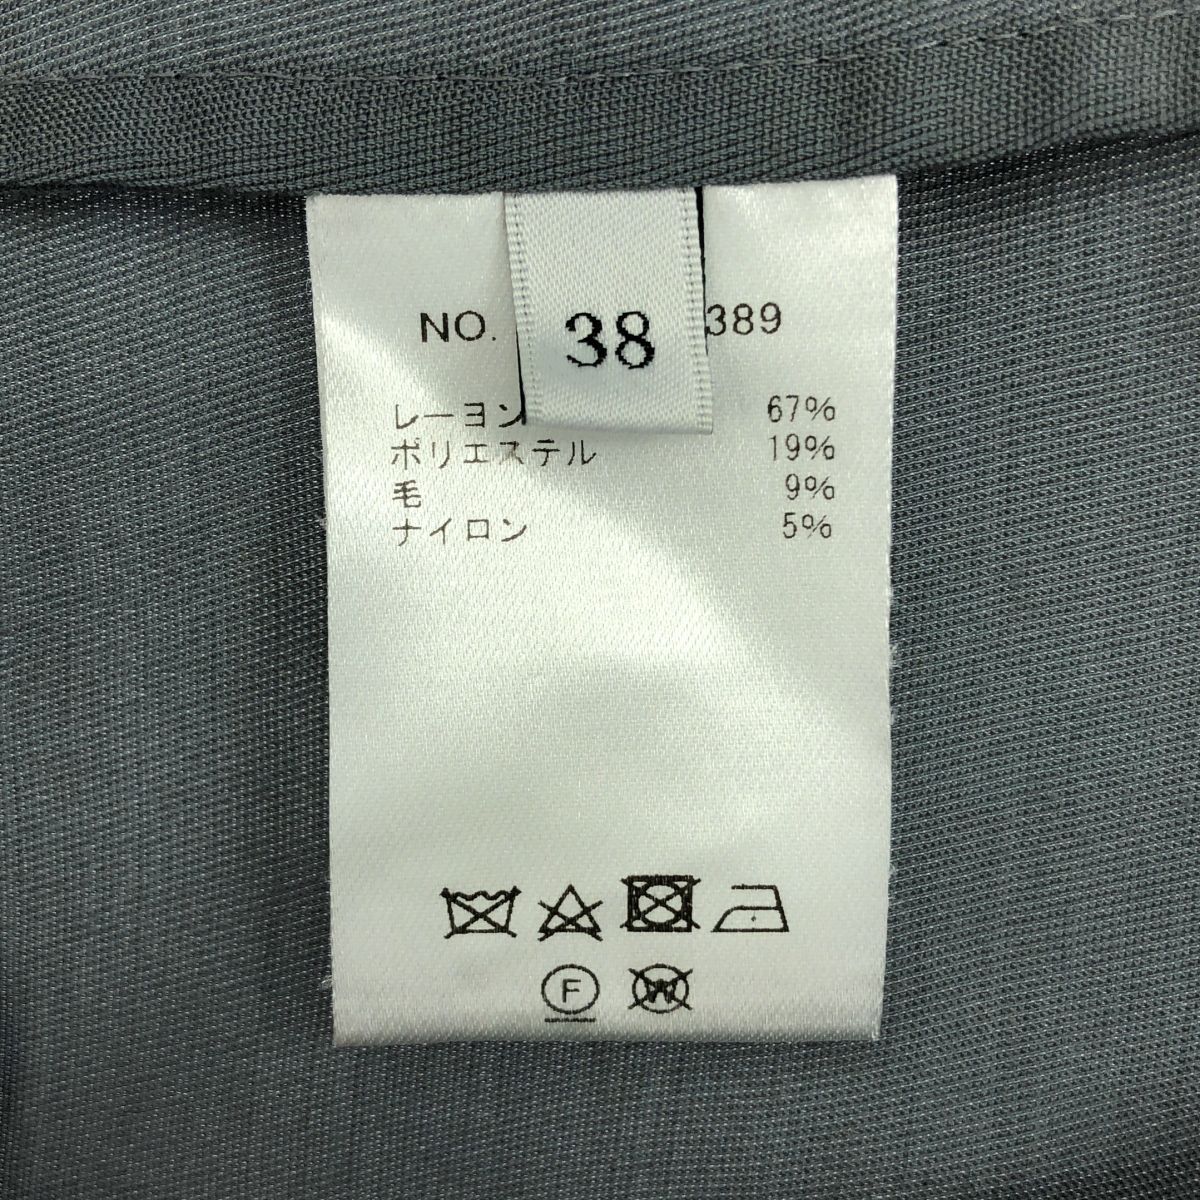 NO. 389
38
レーヨン 67%
ポリエステル 19%
毛 9%
ナイロン 5%
F
W